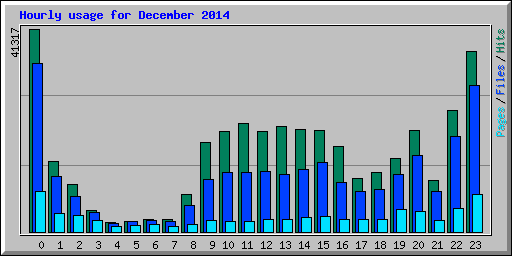 Hourly usage for December 2014
41317
Pages / Files / Hits
0 1 2 3 4 5 6 7 8 9 10 11 12 13 14 15 16 17 18 19 20 21 22 23